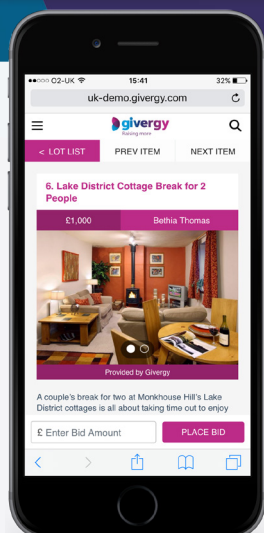 O2-UK 15:41 32%
uk-demo.givergy.com
givergy
Raising more
< LOT LIST PREV ITEM NEXT ITEM
6. Lake District Cottage Break for 2
People
£1,000 Bethia Thomas
Provided by Givergy
A couple's break for two at Monkhouse Hill's Lake
District cottages is all about taking time out to enjoy
£ Enter Bid Amount PLACE BID